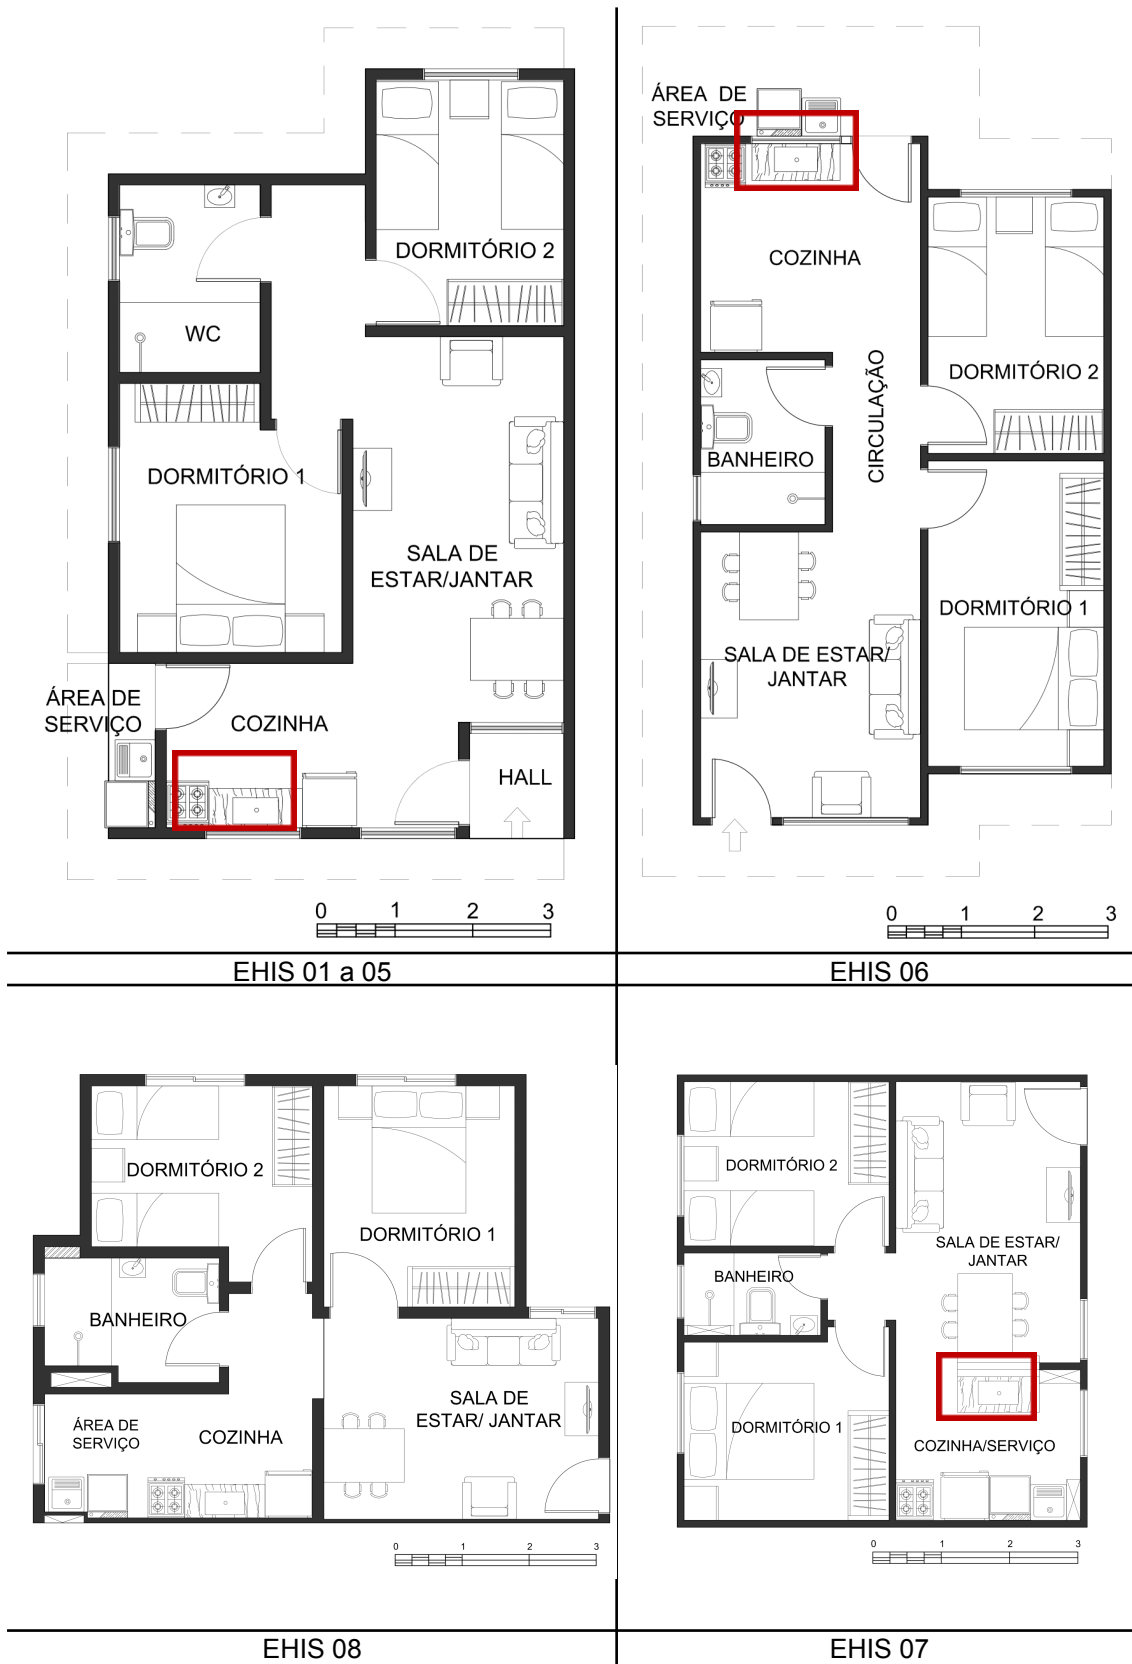 DORMITÓRIO 2
WC
DORMITÓRIO 1
SALA DE
ESTAR/JANTAR
ÁREA DE
SERVIÇO
COZINHA
HALL
0 1 2 3
EHIS 01 a 05
ÁREA DE
SERVIÇO
COZINHA
CIRCULAÇÃO
DORMITÓRIO 2
BANHEIRO
DORMITÓRIO 1
SALA DE ESTAR/
JANTAR
0 1 2 3
EHIS 06
DORMITÓRIO 2
DORMITÓRIO 1
BANHEIRO
SALA DE
ESTAR/ JANTAR
ÁREA DE
SERVIÇO
COZINHA
0 1 2 3
EHIS 08
DORMITÓRIO 2
SALA DE ESTAR/
JANTAR
BANHEIRO
DORMITÓRIO 1
COZINHA/SERVIÇO
0 1 2 3
EHIS 07